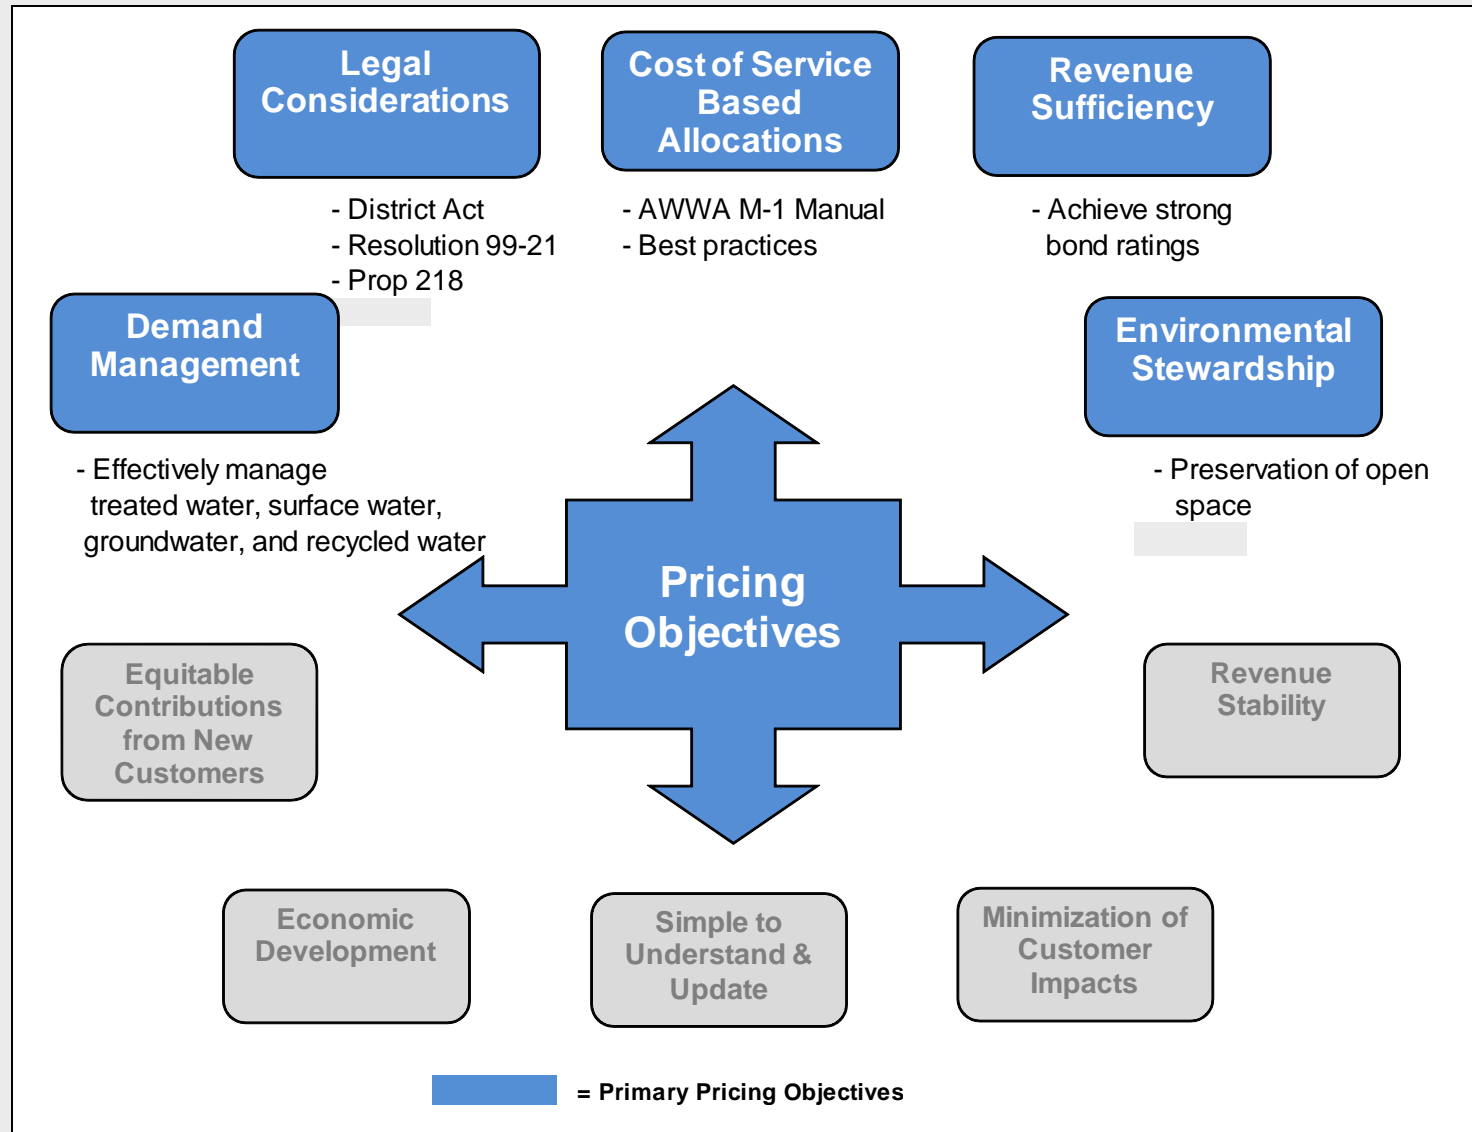 Legal
Considerations
Cost of Service
Based
Allocations
Revenue
Sufficiency
- District Act
- Resolution 99-21
- Prop 218
- AWWA M-1 Manual
- Best practices
- Achieve strong
bond ratings
Demand
Management
Environmental
Stewardship
- Effectively manage
treated water, surface water,
groundwater, and recycled water
- Preservation of open
space
Pricing
Objectives
Equitable
Contributions
from New
Customers
Revenue
Stability
Economic
Development
Simple to
Understand &
Update
Minimization of
Customer
Impacts
= Primary Pricing Objectives